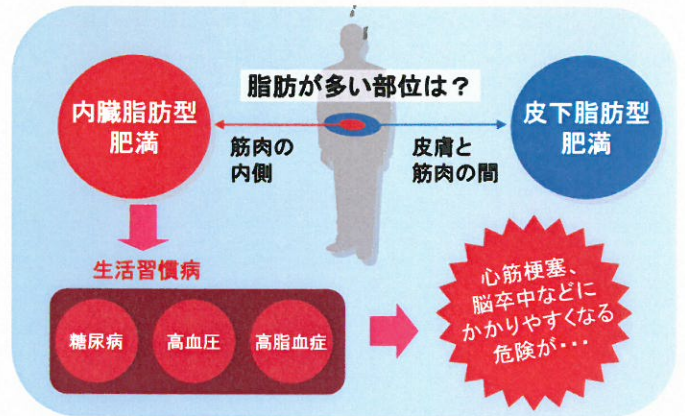 脂肪が多い部位は？
内臓脂肪型
肥満
筋肉の
内側
皮膚と
筋肉の間
皮下脂肪型
肥満
生活習慣病
糖尿病
高血圧
高脂血症
心筋梗塞、
脳卒中などに
かかりやすくなる
危険が・・・